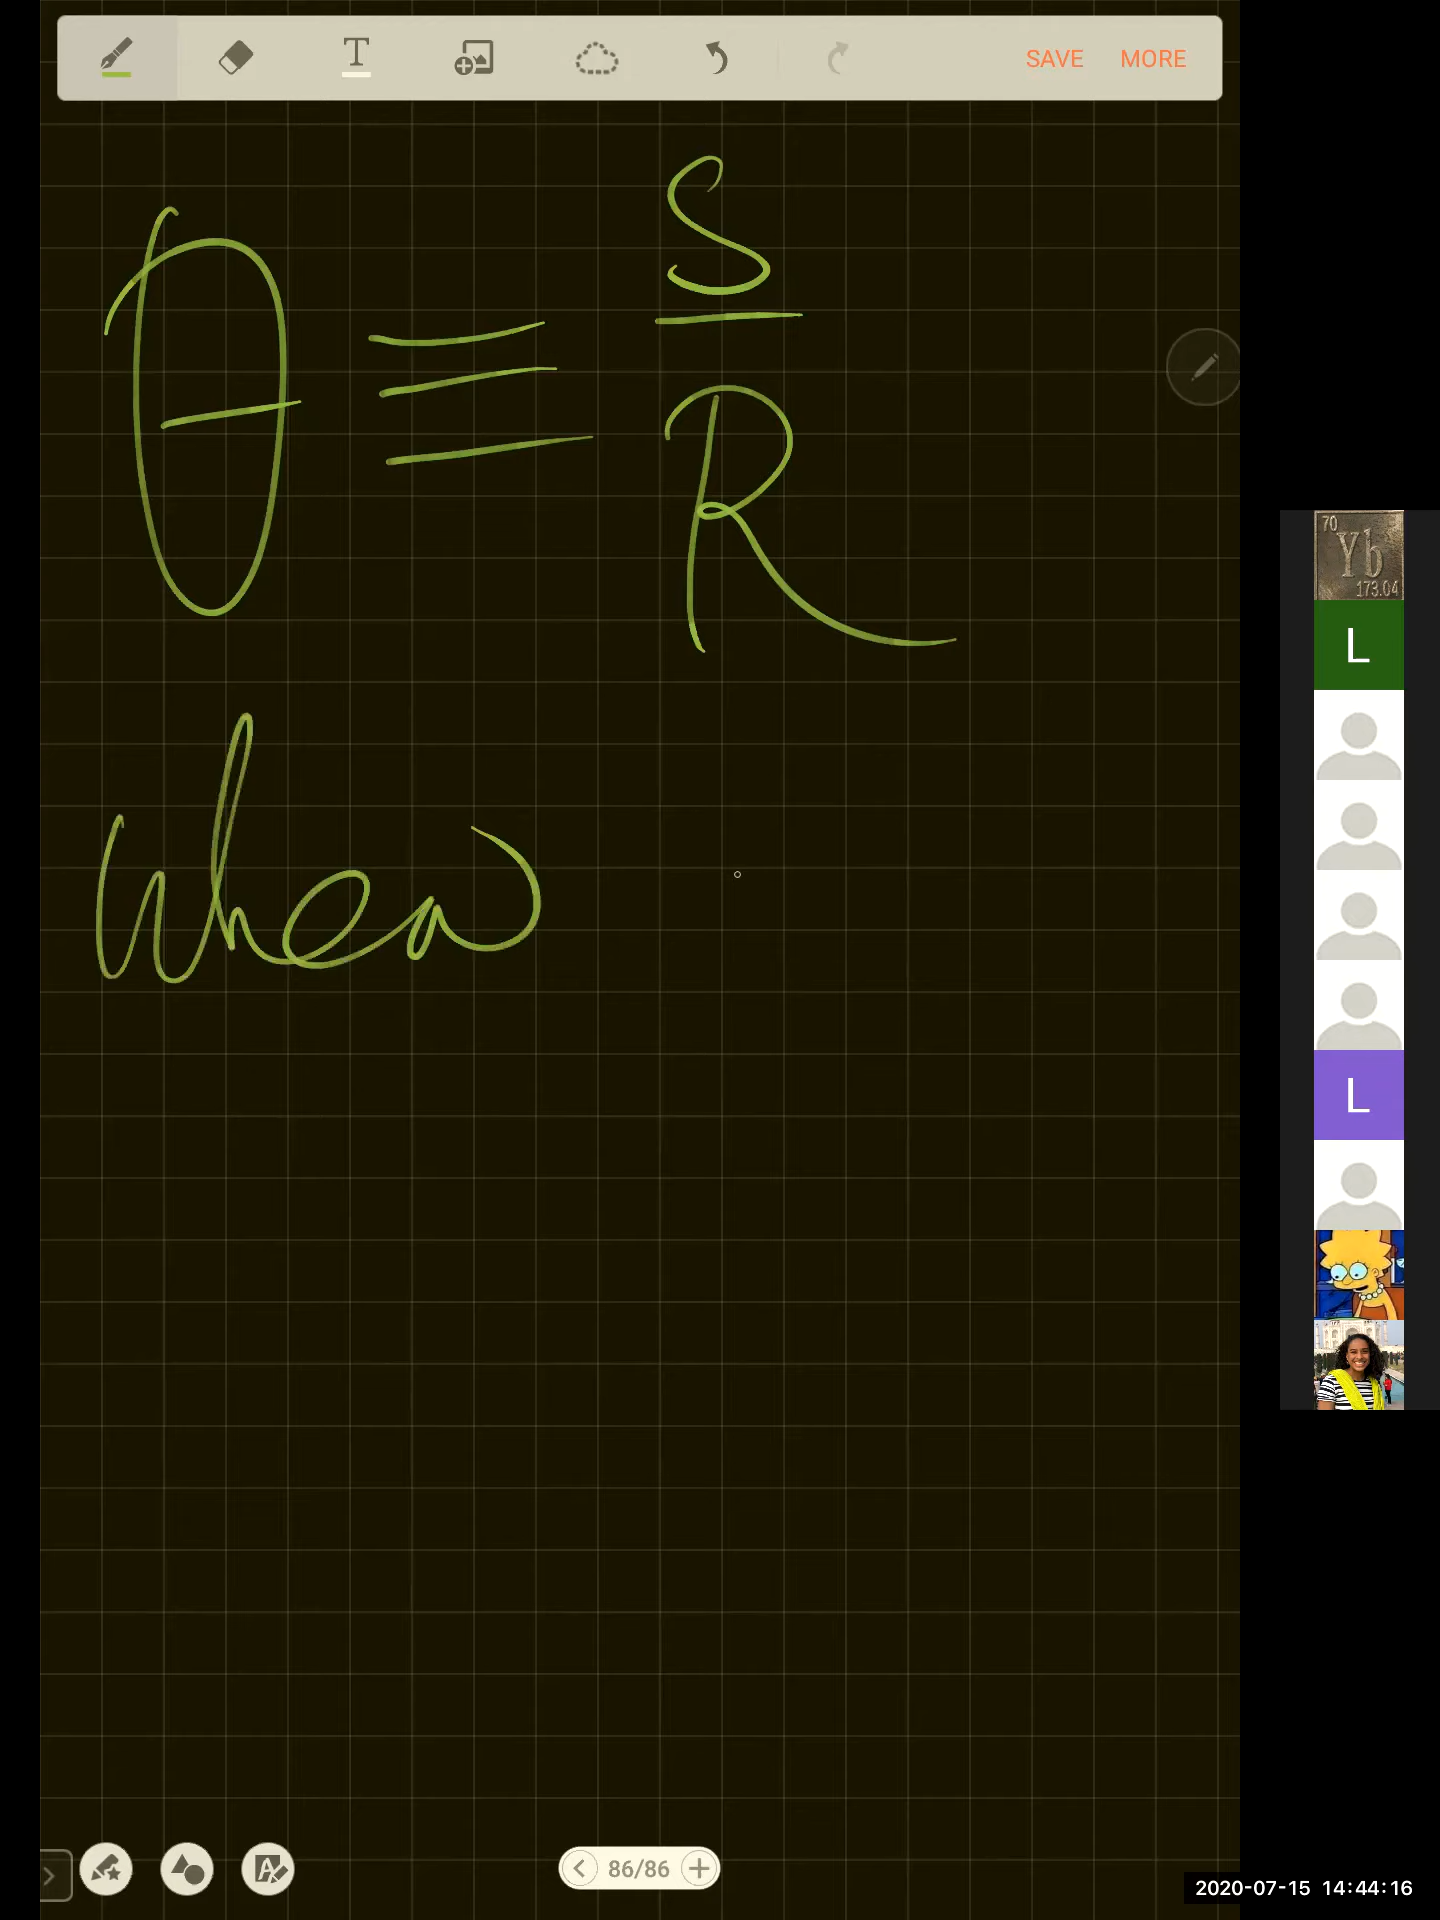 T SAVE MORE
θ ≡ S
R
When
70
Yb
173.04
L
L
A
86/86
2020-07-15 14:44:16